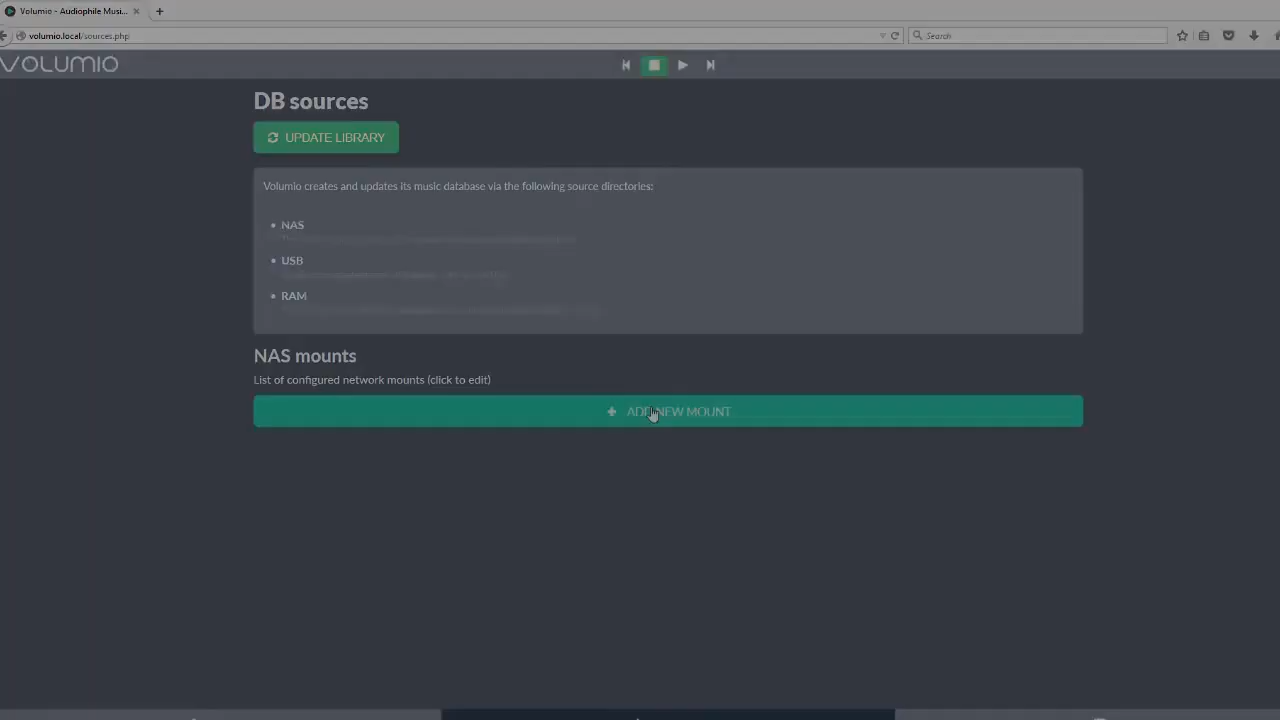 Volumio - Audiophile Musi...
volumio.local/sources.php
Search
VOLUMIO
DB sources
UPDATE LIBRARY
Volumio creates and updates its music database via the following source directories:
NAS
USB
RAM
NAS mounts
List of configured network mounts (click to edit)
ADD NEW MOUNT